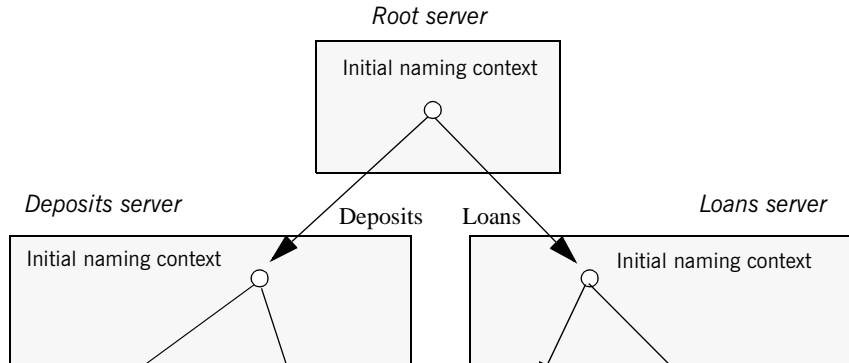 Root server
Initial naming context
Deposits server
Deposits
Loans
Loans server
Initial naming context
Initial naming context